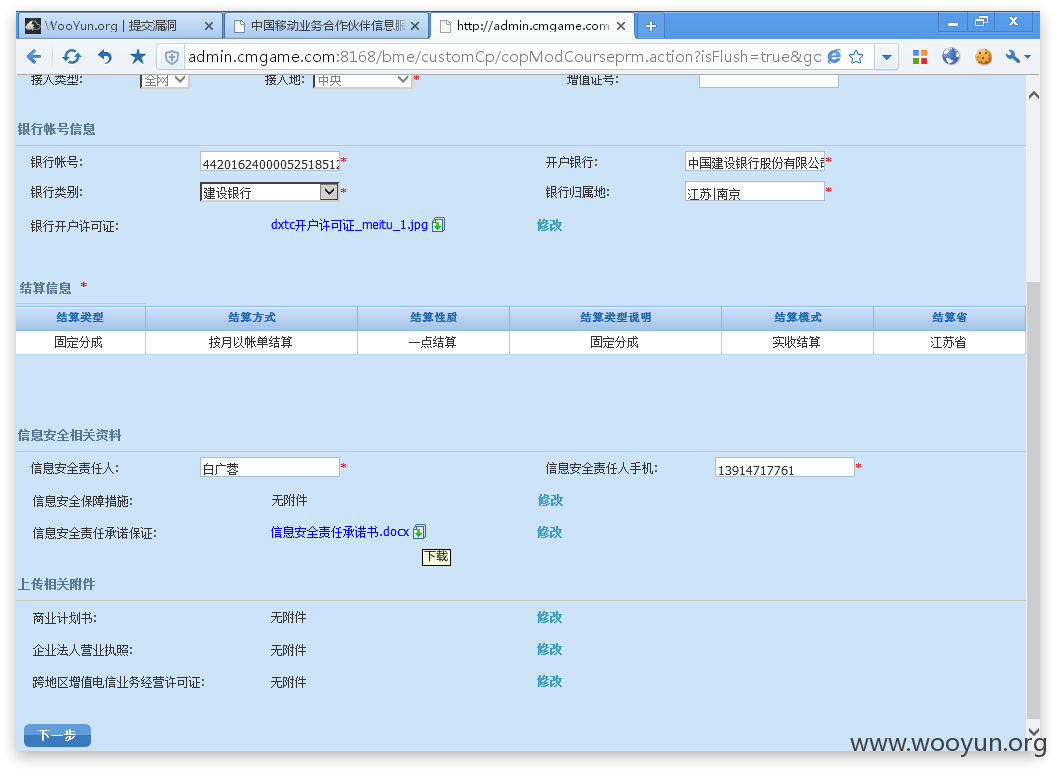 WooYun.org | 提交漏洞 中国移动业务合作伙伴信息服 http://admin.cmgame.com
admin.cmgame.com:8168/bme/customCp/copModCourseprm.action?isFlush=true&gc
接入类型: 全网 接入地: 中央 * 增值证号:
银行帐号信息
银行帐号: 44201624000052518512 * 开户银行: 中国建设银行股份有限公司 *
银行类别: 建设银行 * 银行归属地: 江苏|南京 *
银行开户许可证: dxtc开户许可证_meitu_1.jpg 修改
结算信息 *
结算类型 结算方式 结算性质 结算类型说明 结算模式 结算省
固定分成 按月以帐单结算 一点结算 固定分成 实收结算 江苏省
信息安全相关资料
信息安全责任人: 白广蓉 * 信息安全责任人手机: 13914717761 *
信息安全保障措施: 无附件 修改
信息安全责任承诺保证: 信息安全责任承诺书.docx 修改
下载
上传相关附件
商业计划书: 无附件 修改
企业法人营业执照: 无附件 修改
跨地区增值电信业务经营许可证: 无附件 修改
下一步
www.wooyun.org